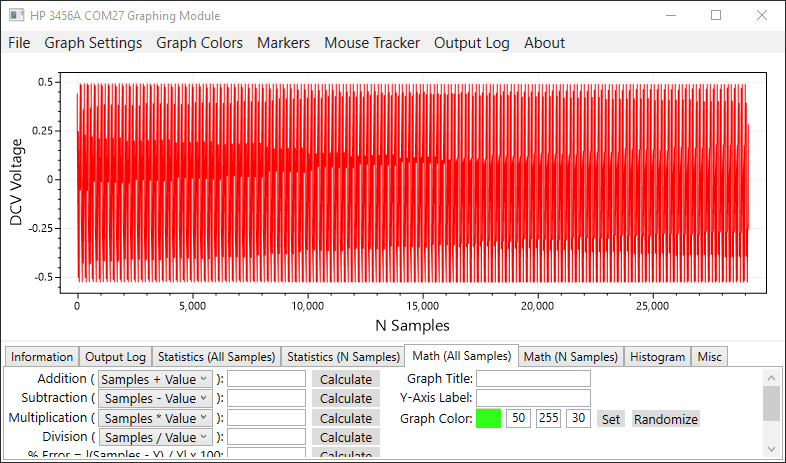 HP 3456A COM27 Graphing Module
File Graph Settings Graph Colors Markers Mouse Tracker Output Log About
0.5
0.25
0
-0.25
-0.5
DCV Voltage
0 5,000 10,000 15,000 20,000 25,000
N Samples
Information Output Log Statistics (All Samples) Statistics (N Samples) Math (All Samples) Math (N Samples) Histogram Misc
Addition ( Samples + Value ): Calculate Graph Title:
Subtraction ( Samples - Value ): Calculate Y-Axis Label:
Multiplication ( Samples * Value ): Calculate Graph Color: 50 255 30 Set Randomize
Division ( Samples / Value ): Calculate
% Error = |(Samples - Y) / Y| x 100: Calculate